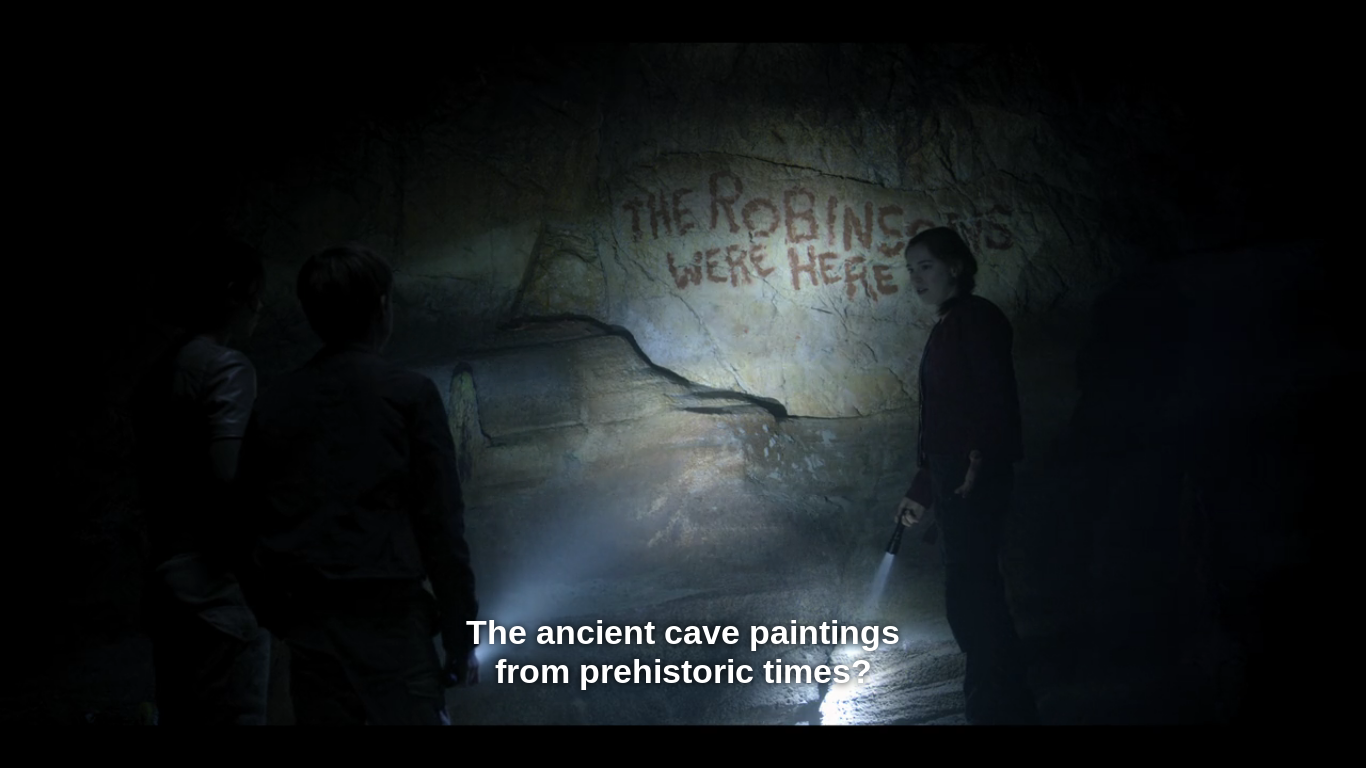 THE ROBINSONS
WERE HERE
The ancient cave paintings
from prehistoric times?